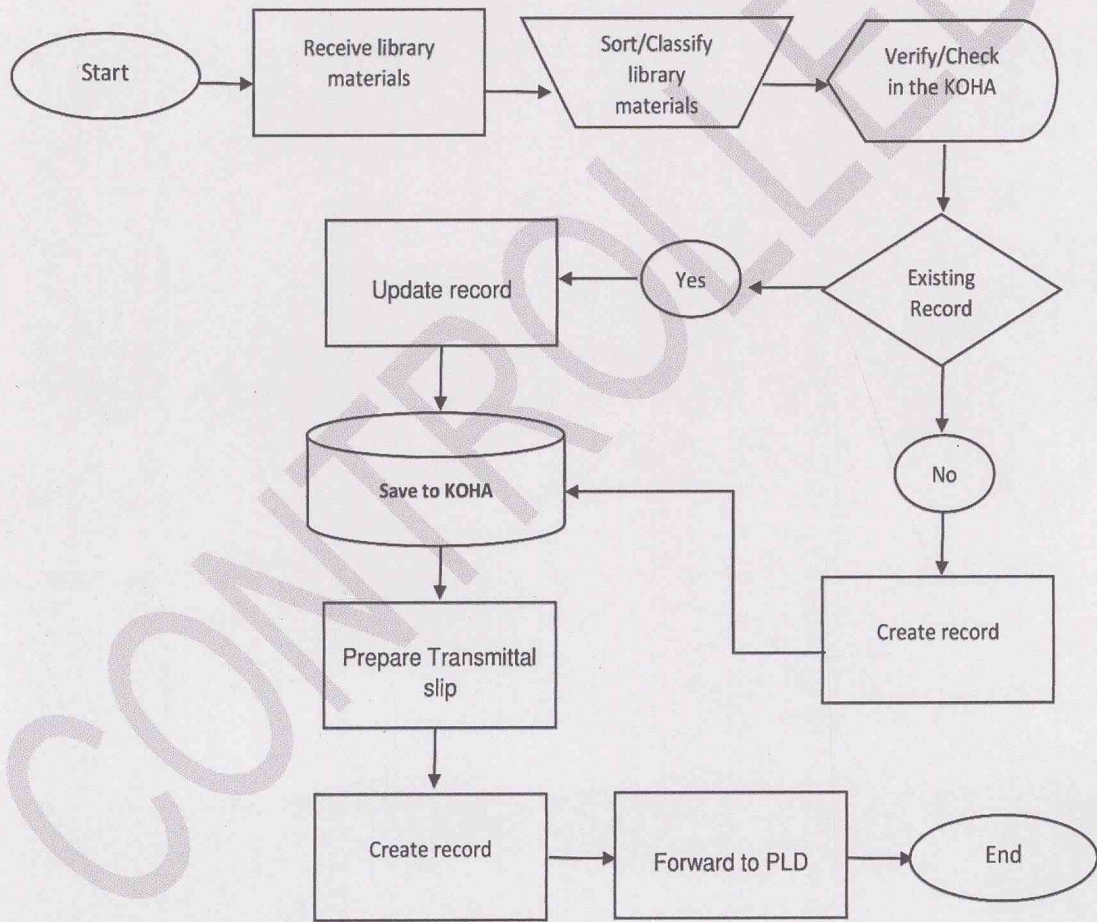 Start
Receive library
materials
Sort/Classify
library
materials
Verify/Check
in the KOHA
Existing
Record
Yes
Update record
No
Save to KOHA
Create record
Prepare Transmittal
slip
Create record
Forward to PLD
End
CONTROLLED